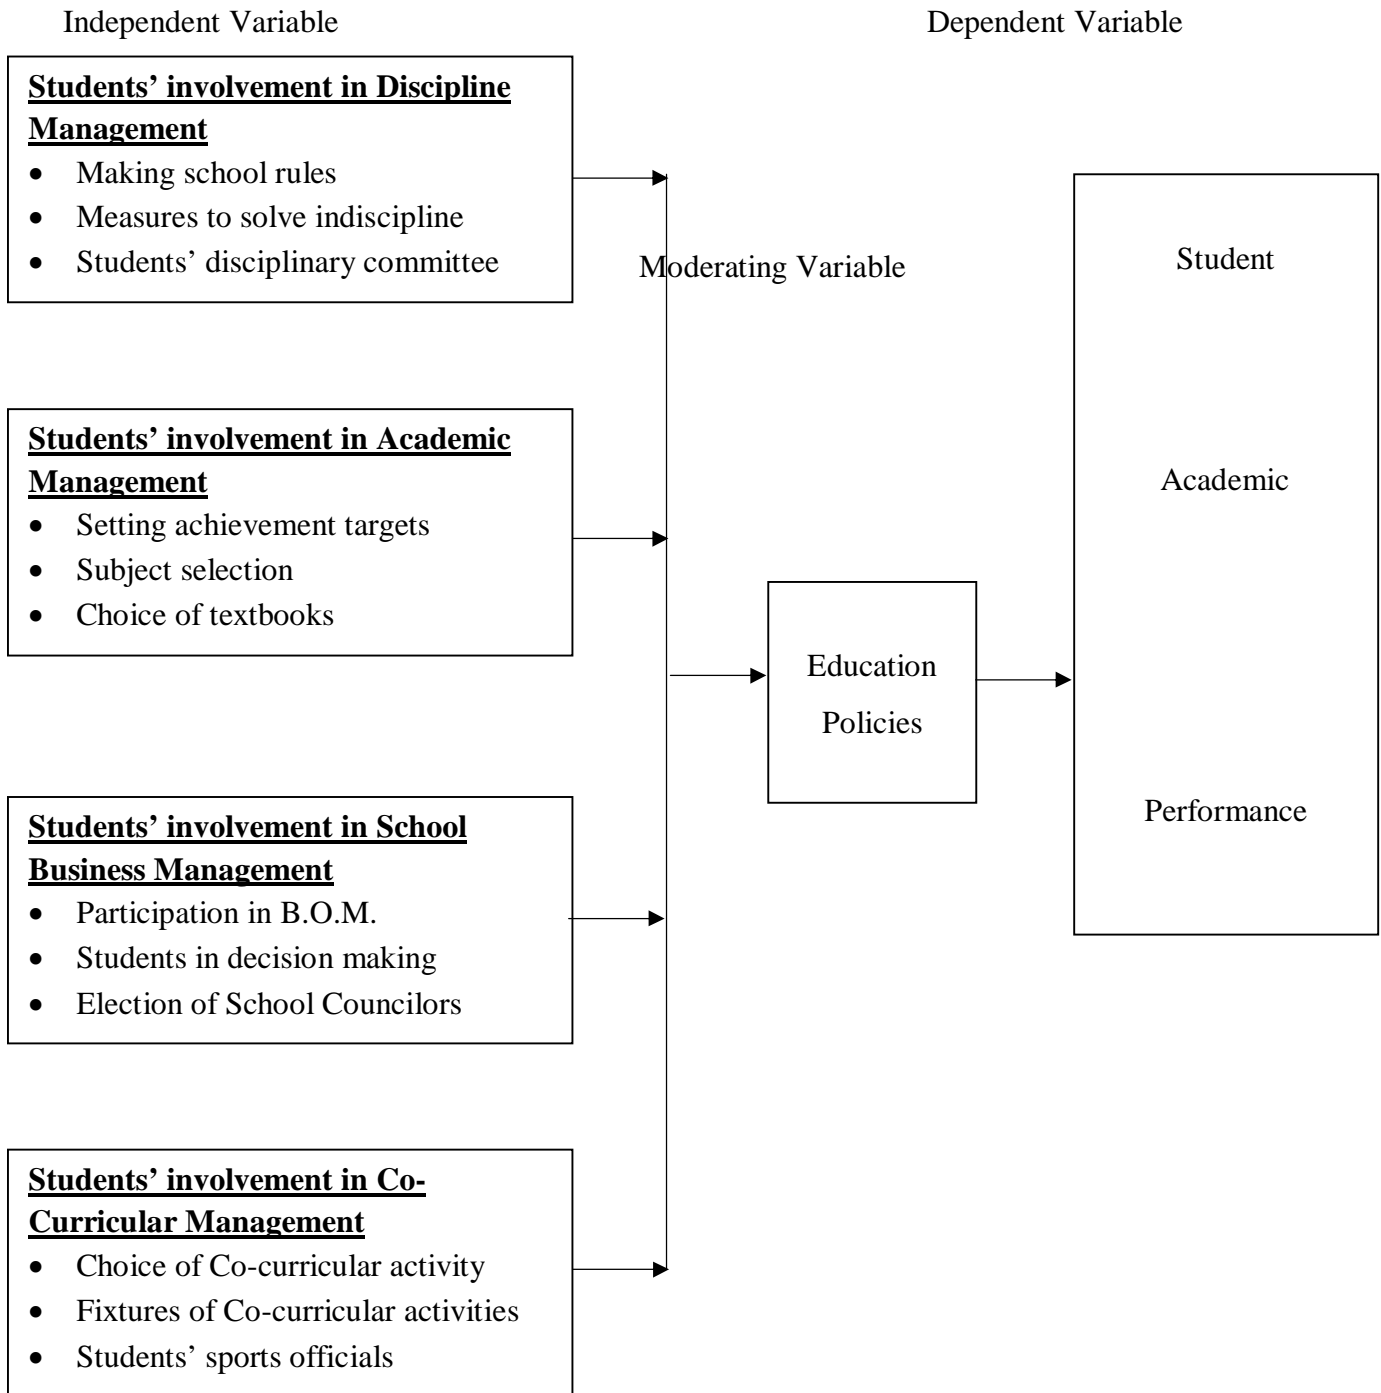 Independent Variable
Dependent Variable
Students’ involvement in Discipline
Management
• Making school rules
• Measures to solve indiscipline
• Students’ disciplinary committee
Moderating Variable
Student
Students’ involvement in Academic
Management
• Setting achievement targets
• Subject selection
• Choice of textbooks
Academic
Education
Policies
Students’ involvement in School
Business Management
• Participation in B.O.M.
• Students in decision making
• Election of School Councilors
Performance
Students’ involvement in Co-
Curricular Management
• Choice of Co-curricular activity
• Fixtures of Co-curricular activities
• Students’ sports officials